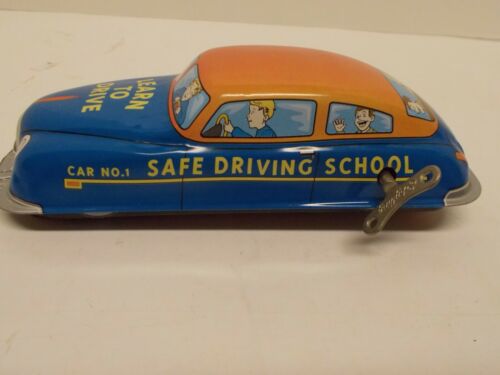 LEARN
TO
DRIVE
CAR NO.1 SAFE DRIVING SCHOOL